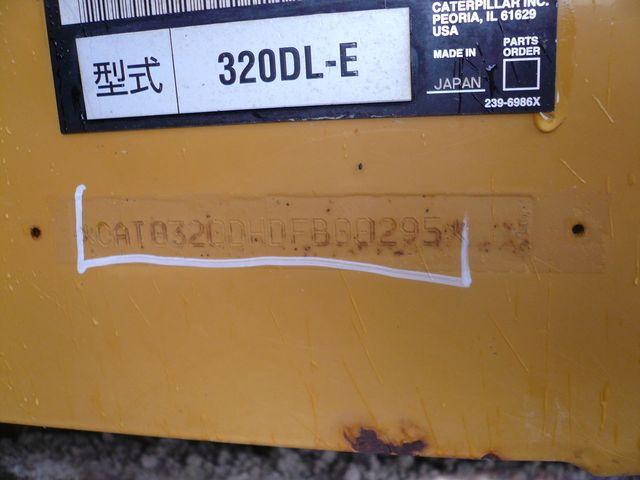 CATERPILLAR INC.
PEORIA, IL 61629
USA
型式 320DL-E
MADE IN PARTS ORDER
JAPAN
239-6986X
*CAT0320DHDFB00295*